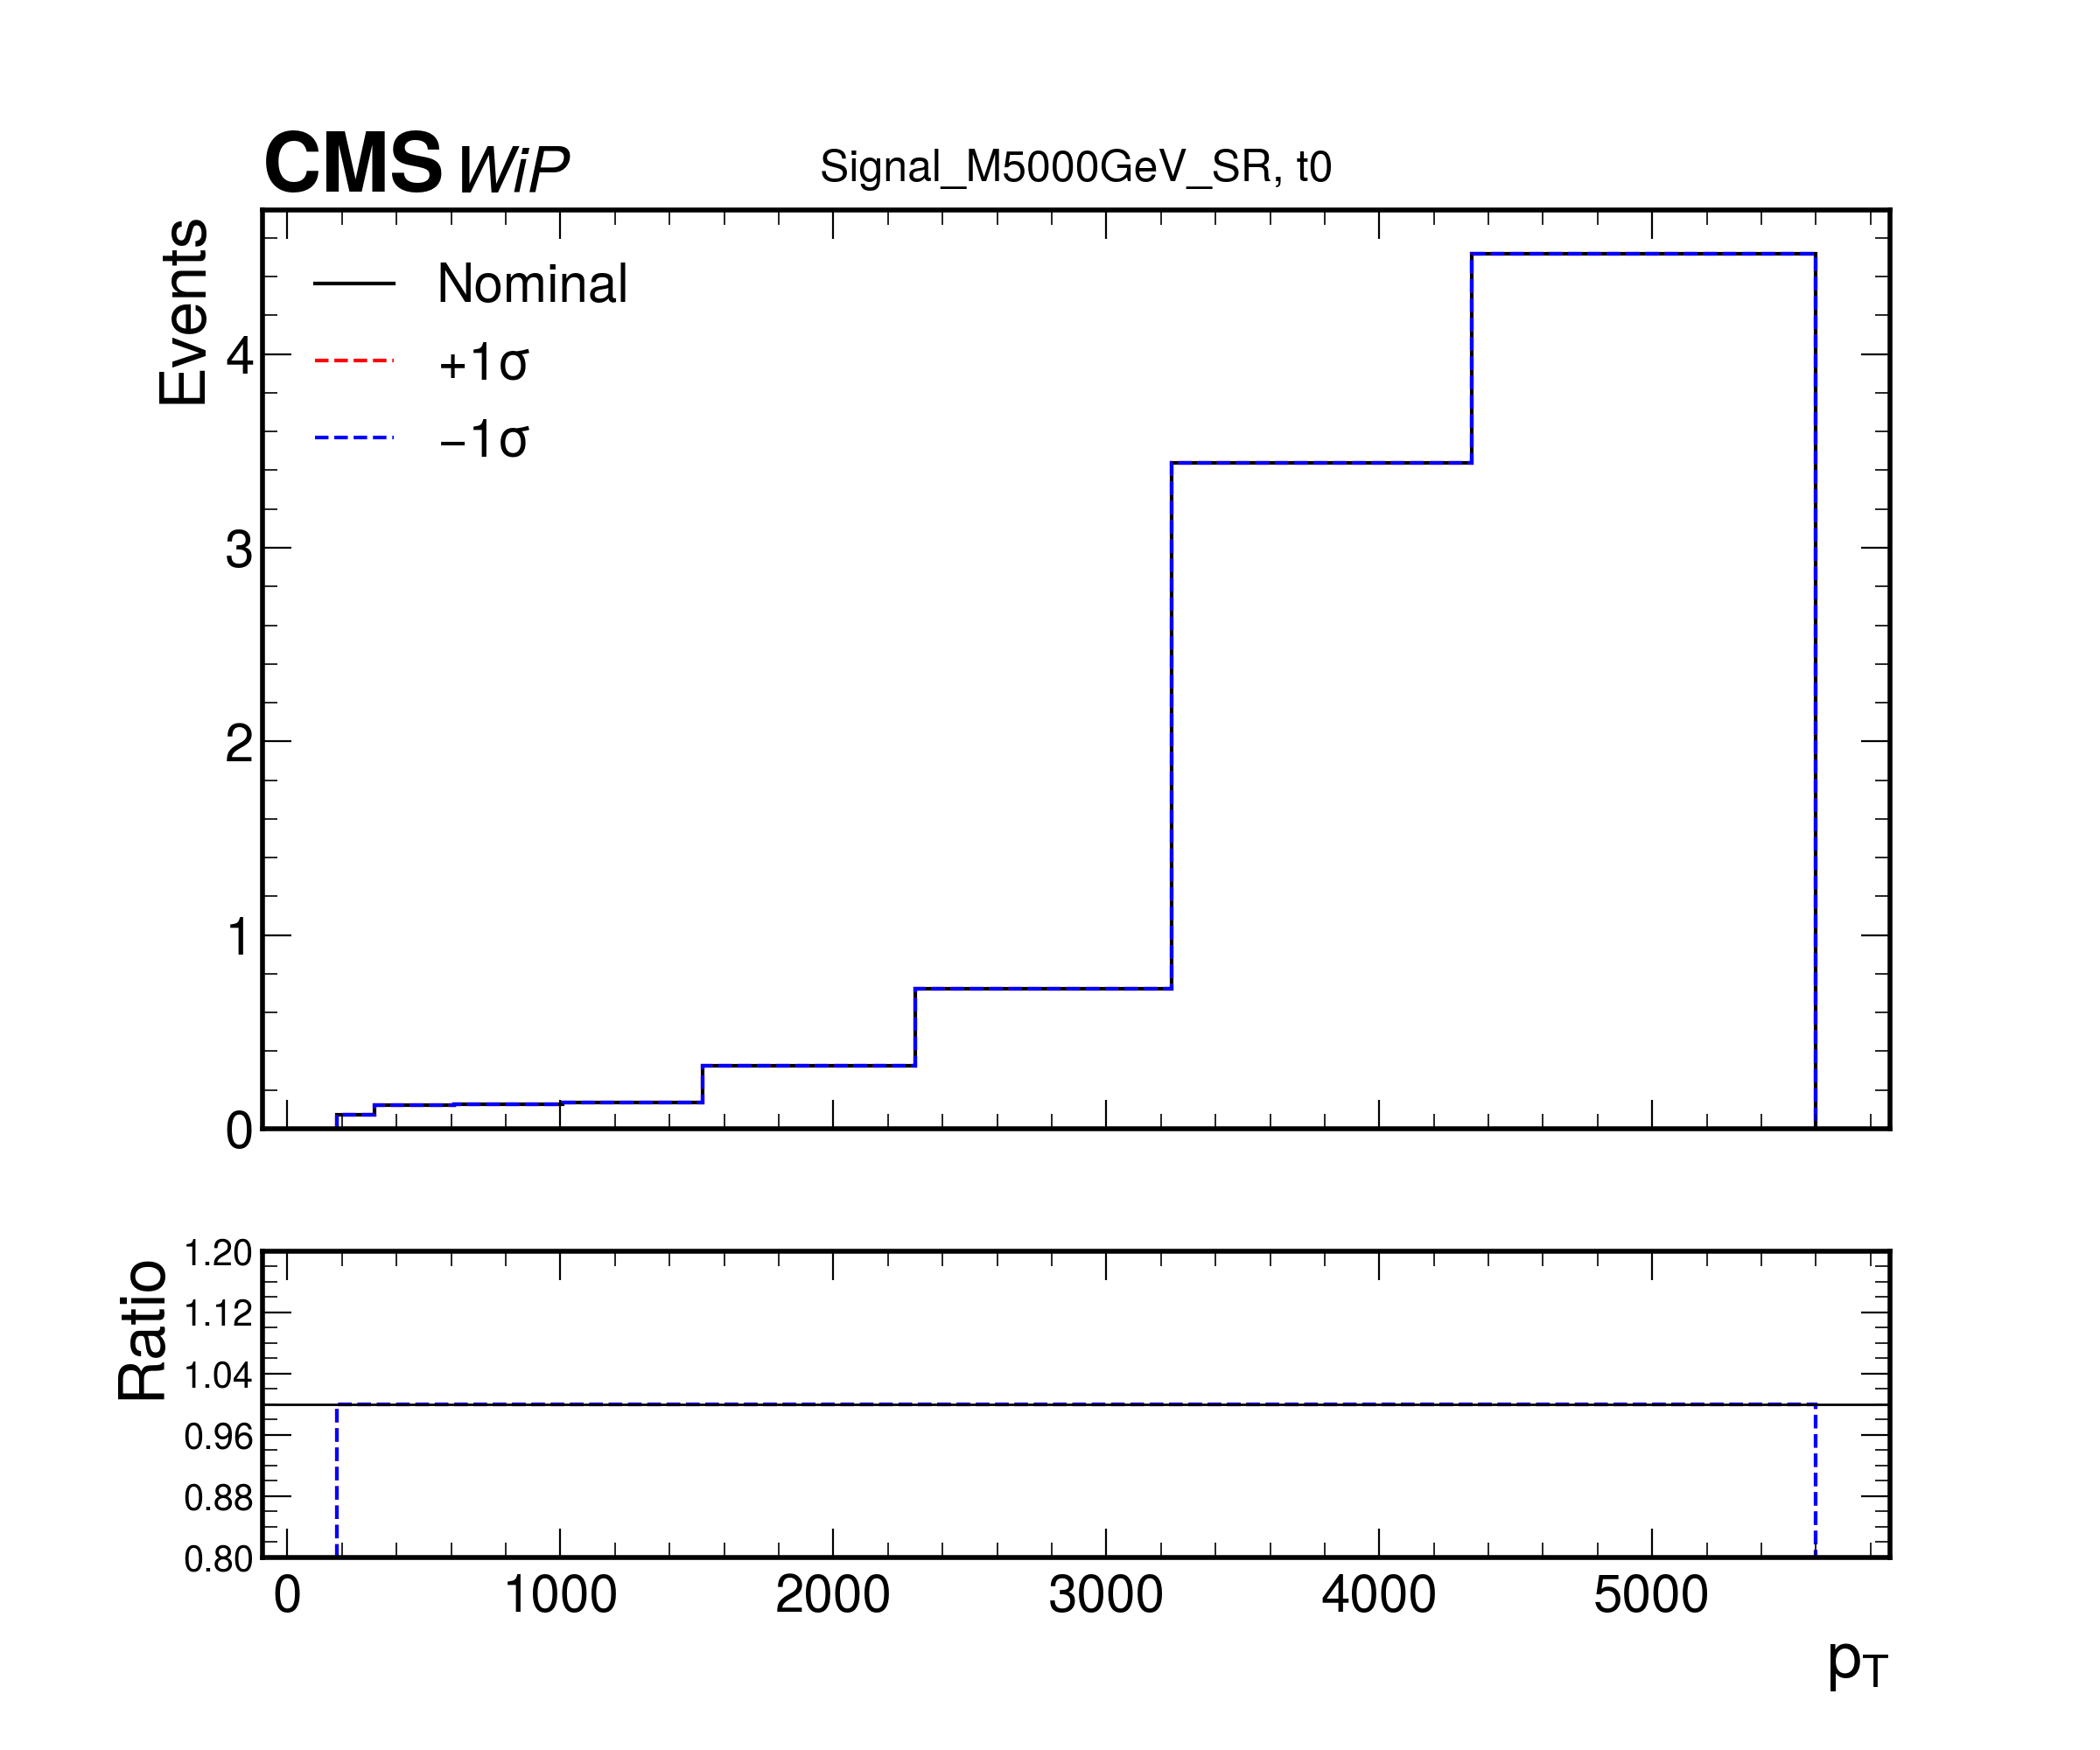 CMS WiP
Signal_M5000GeV_SR, t0
Events
Nominal
+1σ
−1σ
4
3
2
1
0
Ratio
1.20
1.12
1.04
0.96
0.88
0.80
0 1000 2000 3000 4000 5000
pT